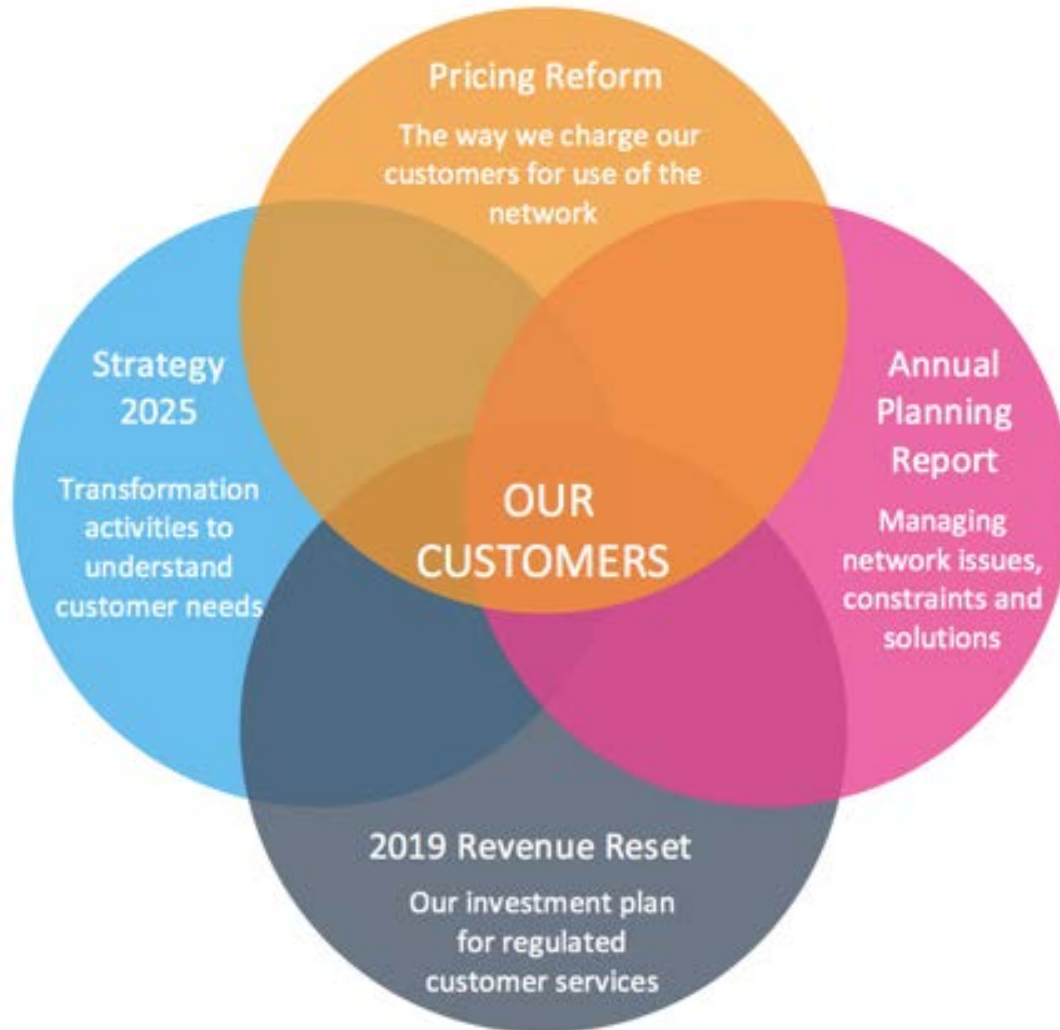 Pricing Reform
The way we charge our
customers for use of the
network
Strategy
2025
Transformation
activities to
understand
customer needs
OUR
CUSTOMERS
Annual
Planning
Report
Managing
network issues,
constraints and
solutions
2019 Revenue Reset
Our investment plan
for regulated
customer services